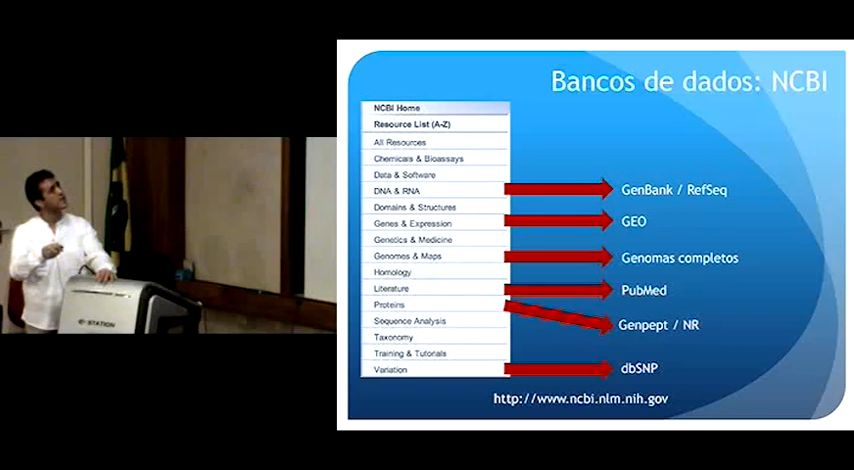 Bancos de dados: NCBI
NCBI Home
Resource List (A-Z)
All Resources
Chemicals & Bioassays
Data & Software
DNA & RNA
Domains & Structures
Genes & Expression
Genetics & Medicine
Genomes & Maps
Homology
Literature
Proteins
Sequence Analysis
Taxonomy
Training & Tutorials
Variation
GenBank / RefSeq
GEO
Genomas completos
PubMed
Genpept / NR
dbSNP
http://www.ncbi.nlm.nih.gov
STATION